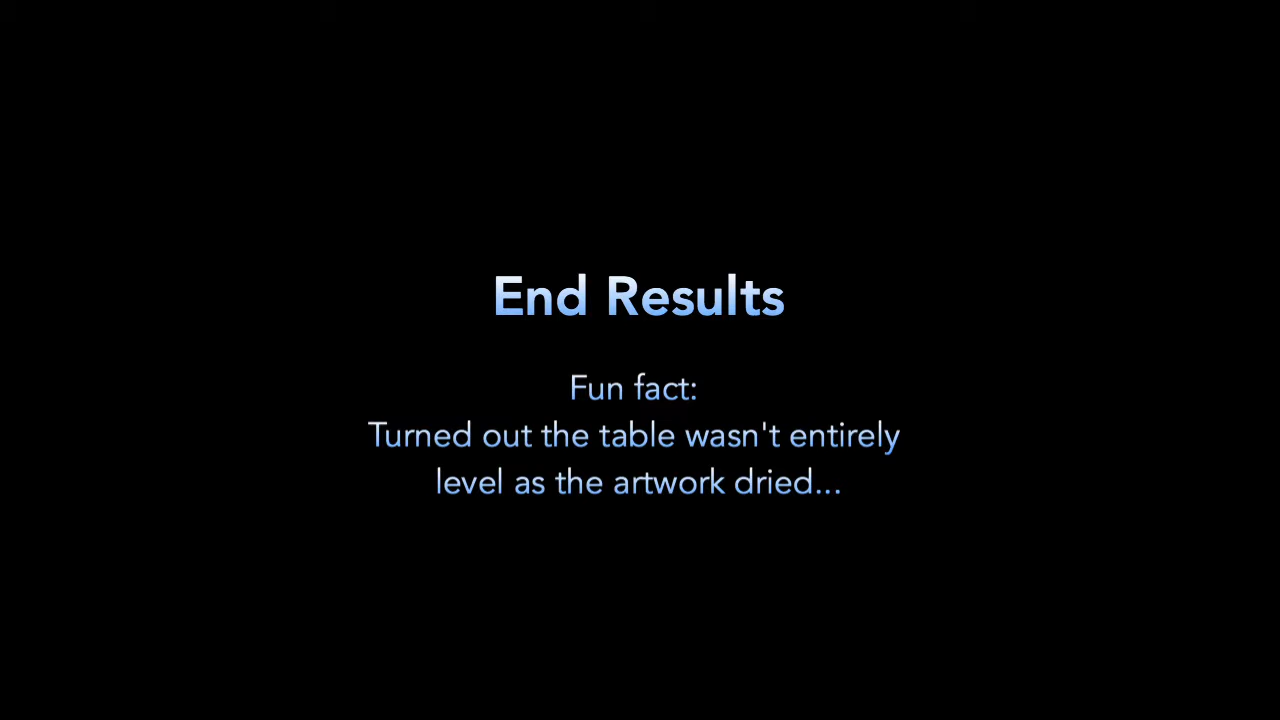 End Results
Fun fact:
Turned out the table wasn't entirely
level as the artwork dried...